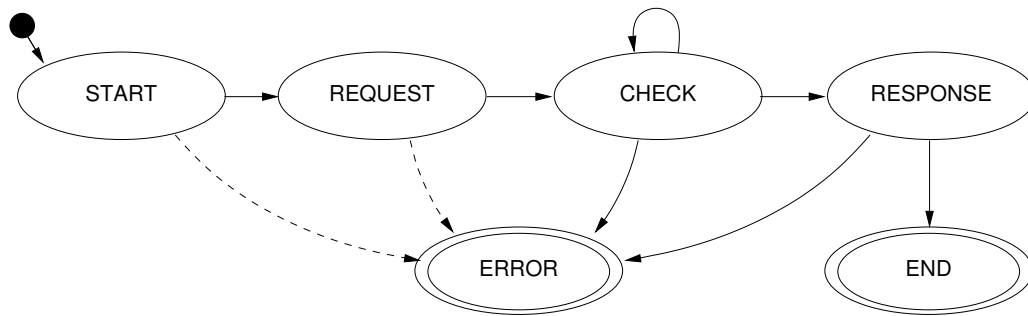 START
REQUEST
CHECK
RESPONSE
ERROR
END